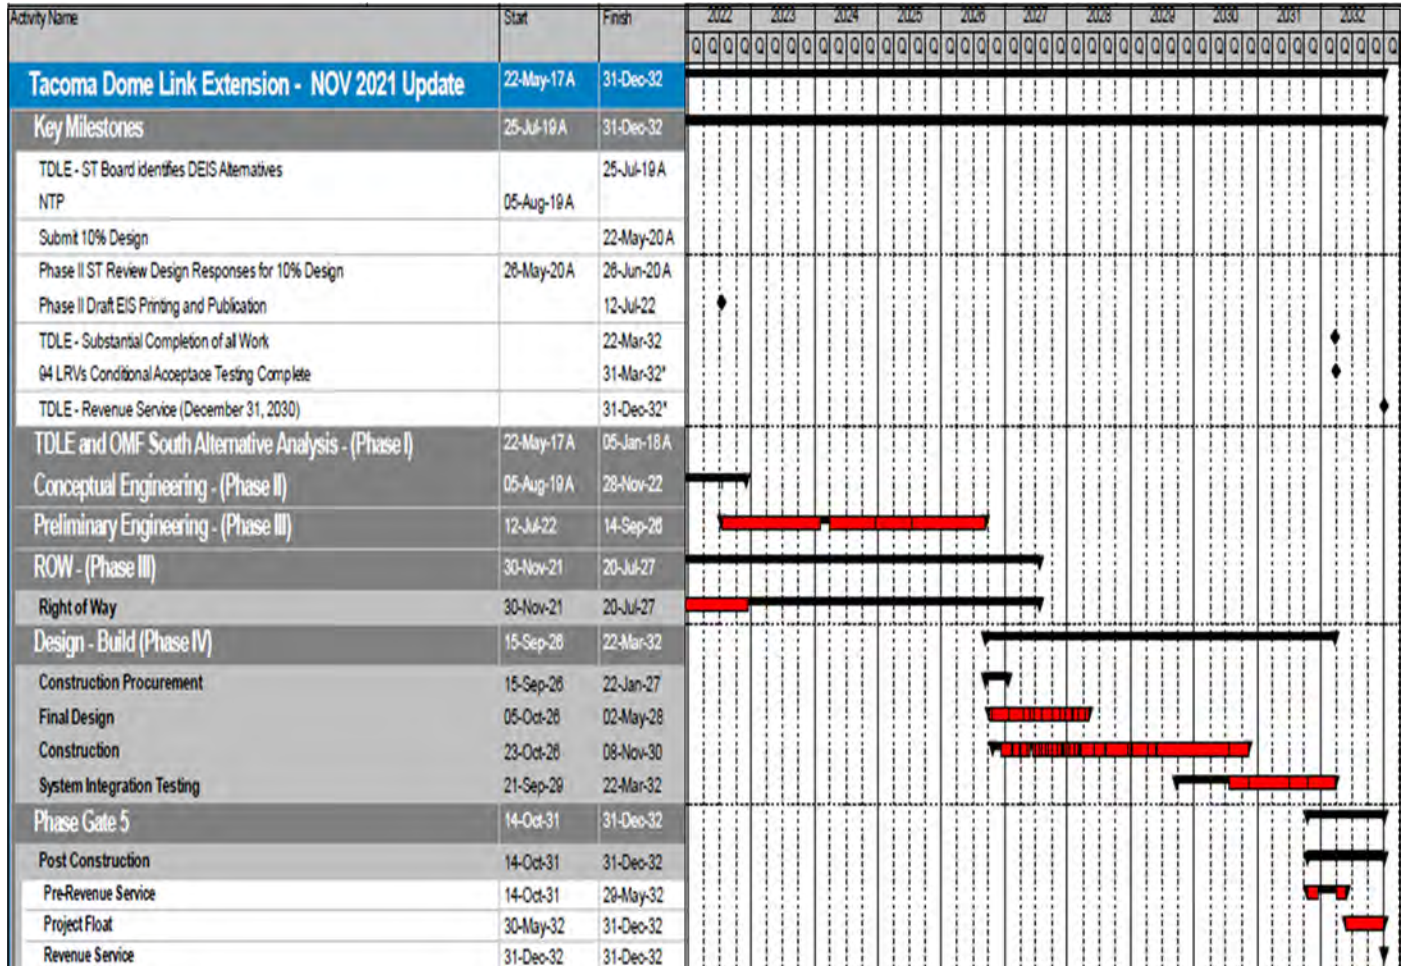 Activity Name Start Finish 2022 2023 2024 2025 2026 2027 2028 2029 2030 2031 2032
Q Q Q Q Q Q Q Q Q Q Q Q Q Q Q Q Q Q Q Q Q Q Q Q Q Q Q Q Q Q Q Q Q Q Q Q Q Q Q Q Q Q Q Q Q
Tacoma Dome Link Extension - NOV 2021 Update 22-May-17 A 31-Dec-32
Key Milestones 25-Jul-19 A 31-Dec-32
TDLE - ST Board identifies DEIS Alternatives 25-Jul-19 A
NTP 05-Aug-19 A
Submit 10% Design 22-May-20 A
Phase II ST Review Design Responses for 10% Design 26-May-20 A 26-Jun-20 A
Phase II Draft EIS Printing and Publication 12-Jul-22
TDLE - Substantial Completion of all Work 22-Mar-32
94 LRVs Conditional Acceptace Testing Complete 31-Mar-32*
TDLE - Revenue Service (December 31, 2030) 31-Dec-32*
TDLE and OMF South Alternative Analysis - (Phase I) 22-May-17 A 05-Jan-18 A
Conceptual Engineering - (Phase II) 05-Aug-19 A 28-Nov-22
Preliminary Engineering - (Phase III) 12-Jul-22 14-Sep-26
ROW - (Phase III) 30-Nov-21 20-Jul-27
Right of Way 30-Nov-21 20-Jul-27
Design - Build (Phase IV) 15-Sep-26 22-Mar-32
Construction Procurement 15-Sep-26 22-Jan-27
Final Design 05-Oct-26 02-May-28
Construction 23-Oct-26 08-Nov-30
System Integration Testing 21-Sep-29 22-Mar-32
Phase Gate 5 14-Oct-31 31-Dec-32
Post Construction 14-Oct-31 31-Dec-32
Pre-Revenue Service 14-Oct-31 29-May-32
Project Float 30-May-32 31-Dec-32
Revenue Service 31-Dec-32 31-Dec-32